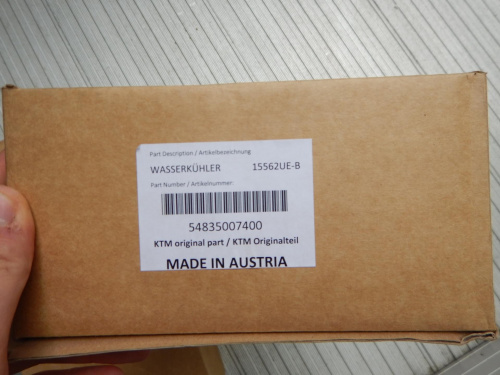 Part Description / Artikelbezeichnung
WASSERKÜHLER 15562UE-B
Part Number / Artikelnummer:
54835007400
KTM original part / KTM Originalteil
MADE IN AUSTRIA